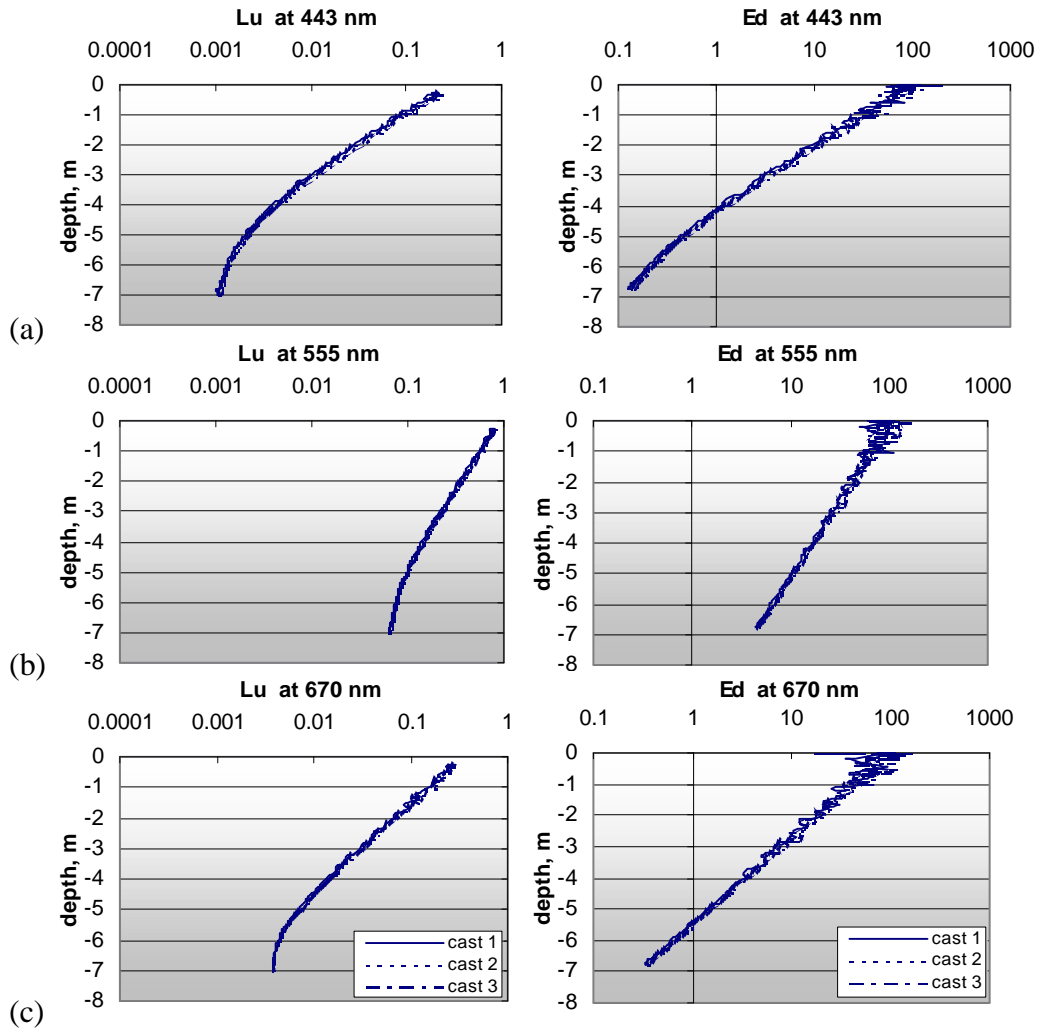 Lu at 443 nm
0.0001 0.001 0.01 0.1 1
0
-1
-2
-3
-4
-5
-6
-7
-8
depth, m
(a)
Ed at 443 nm
0.1 1 10 100 1000
0
-1
-2
-3
-4
-5
-6
-7
-8
depth, m
Lu at 555 nm
0.0001 0.001 0.01 0.1 1
0
-1
-2
-3
-4
-5
-6
-7
-8
depth, m
(b)
Ed at 555 nm
0.1 1 10 100 1000
0
-1
-2
-3
-4
-5
-6
-7
-8
depth, m
Lu at 670 nm
0.0001 0.001 0.01 0.1 1
0
-1
-2
-3
-4
-5
-6
-7
-8
depth, m
cast 1
cast 2
cast 3
(c)
Ed at 670 nm
0.1 1 10 100 1000
0
-1
-2
-3
-4
-5
-6
-7
-8
depth, m
cast 1
cast 2
cast 3